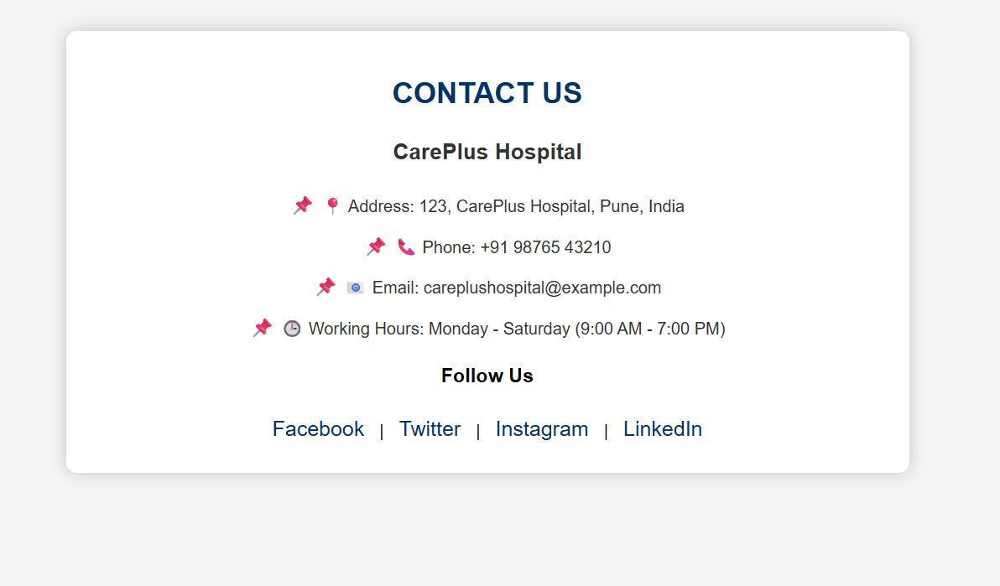 CONTACT US
CarePlus Hospital
📌 📍 Address: 123, CarePlus Hospital, Pune, India
📌 📞 Phone: +91 98765 43210
📌 📧 Email: careplushospital@example.com
📌 🕒 Working Hours: Monday - Saturday (9:00 AM - 7:00 PM)
Follow Us
Facebook | Twitter | Instagram | LinkedIn